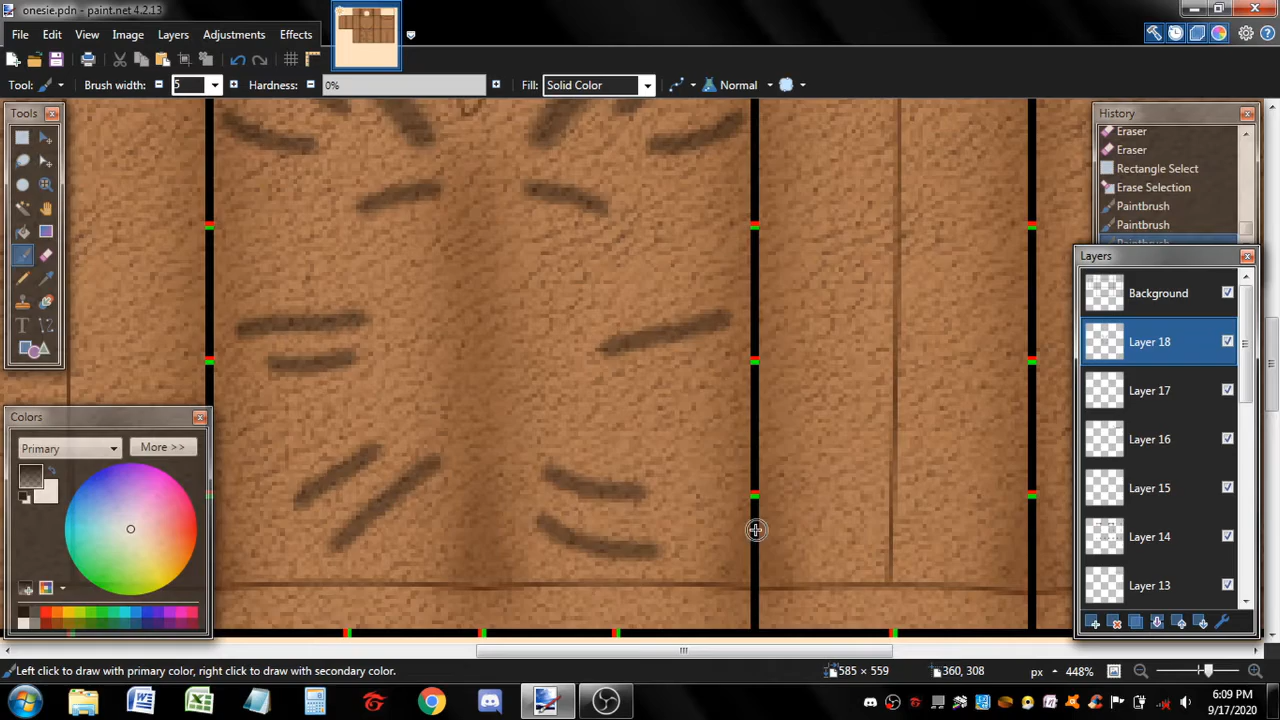 onesie.pdn - paint.net 4.2.13
File Edit View Image Layers Adjustments Effects
Tool: Brush width: 5 Hardness: 0% Fill: Solid Color Normal
Tools
History
Eraser
Eraser
Rectangle Select
Erase Selection
Paintbrush
Paintbrush
Paintbrush
Layers
Background
Layer 18
Layer 17
Layer 16
Layer 15
Layer 14
Layer 13
Colors
Primary More >>
Left click to draw with primary color, right click to draw with secondary color. 585 × 559 360, 308 px 448%
6:09 PM
9/17/2020